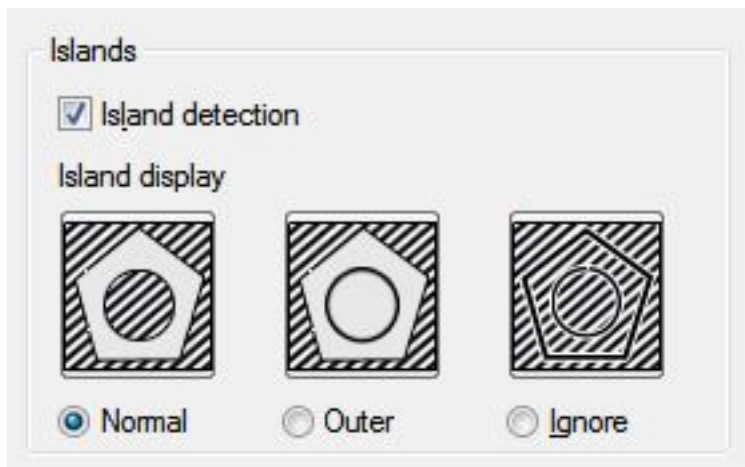 Islands
Island detection
Island display
Normal
Outer
Ignore